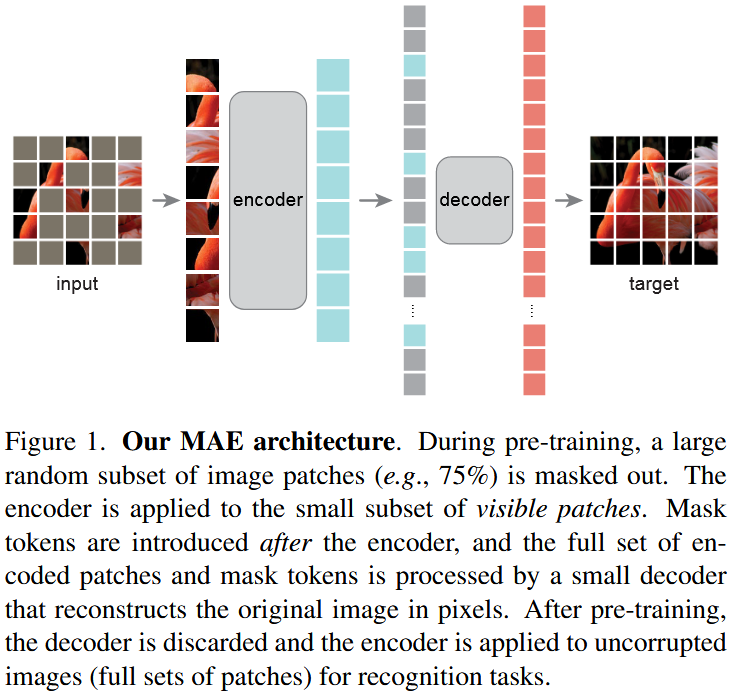 input
encoder
decoder
target
Figure 1. Our MAE architecture. During pre-training, a large
random subset of image patches (e.g., 75%) is masked out. The
encoder is applied to the small subset of visible patches. Mask
tokens are introduced after the encoder, and the full set of en-
coded patches and mask tokens is processed by a small decoder
that reconstructs the original image in pixels. After pre-training,
the decoder is discarded and the encoder is applied to uncorrupted
images (full sets of patches) for recognition tasks.